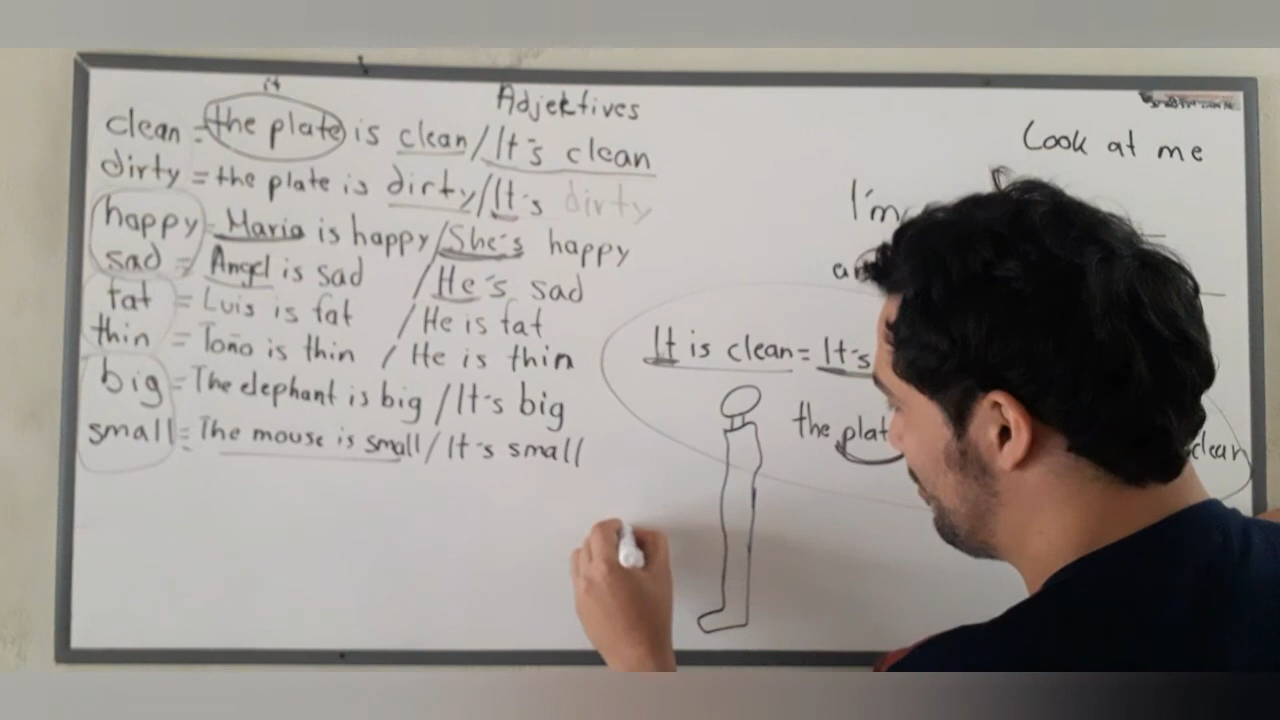 it
Adjektives
clean = the plate is clean/It's clean
dirty = the plate is dirty/It's dirty
happy = Maria is happy/She's happy
sad = Angel is sad / He's sad
fat = Luis is fat / He is fat
thin = Toño is thin / He is thin
big = The elephant is big / It's big
small = The mouse is small / It's small
Look at me
I'm
It is clean = It's
the plat
clean